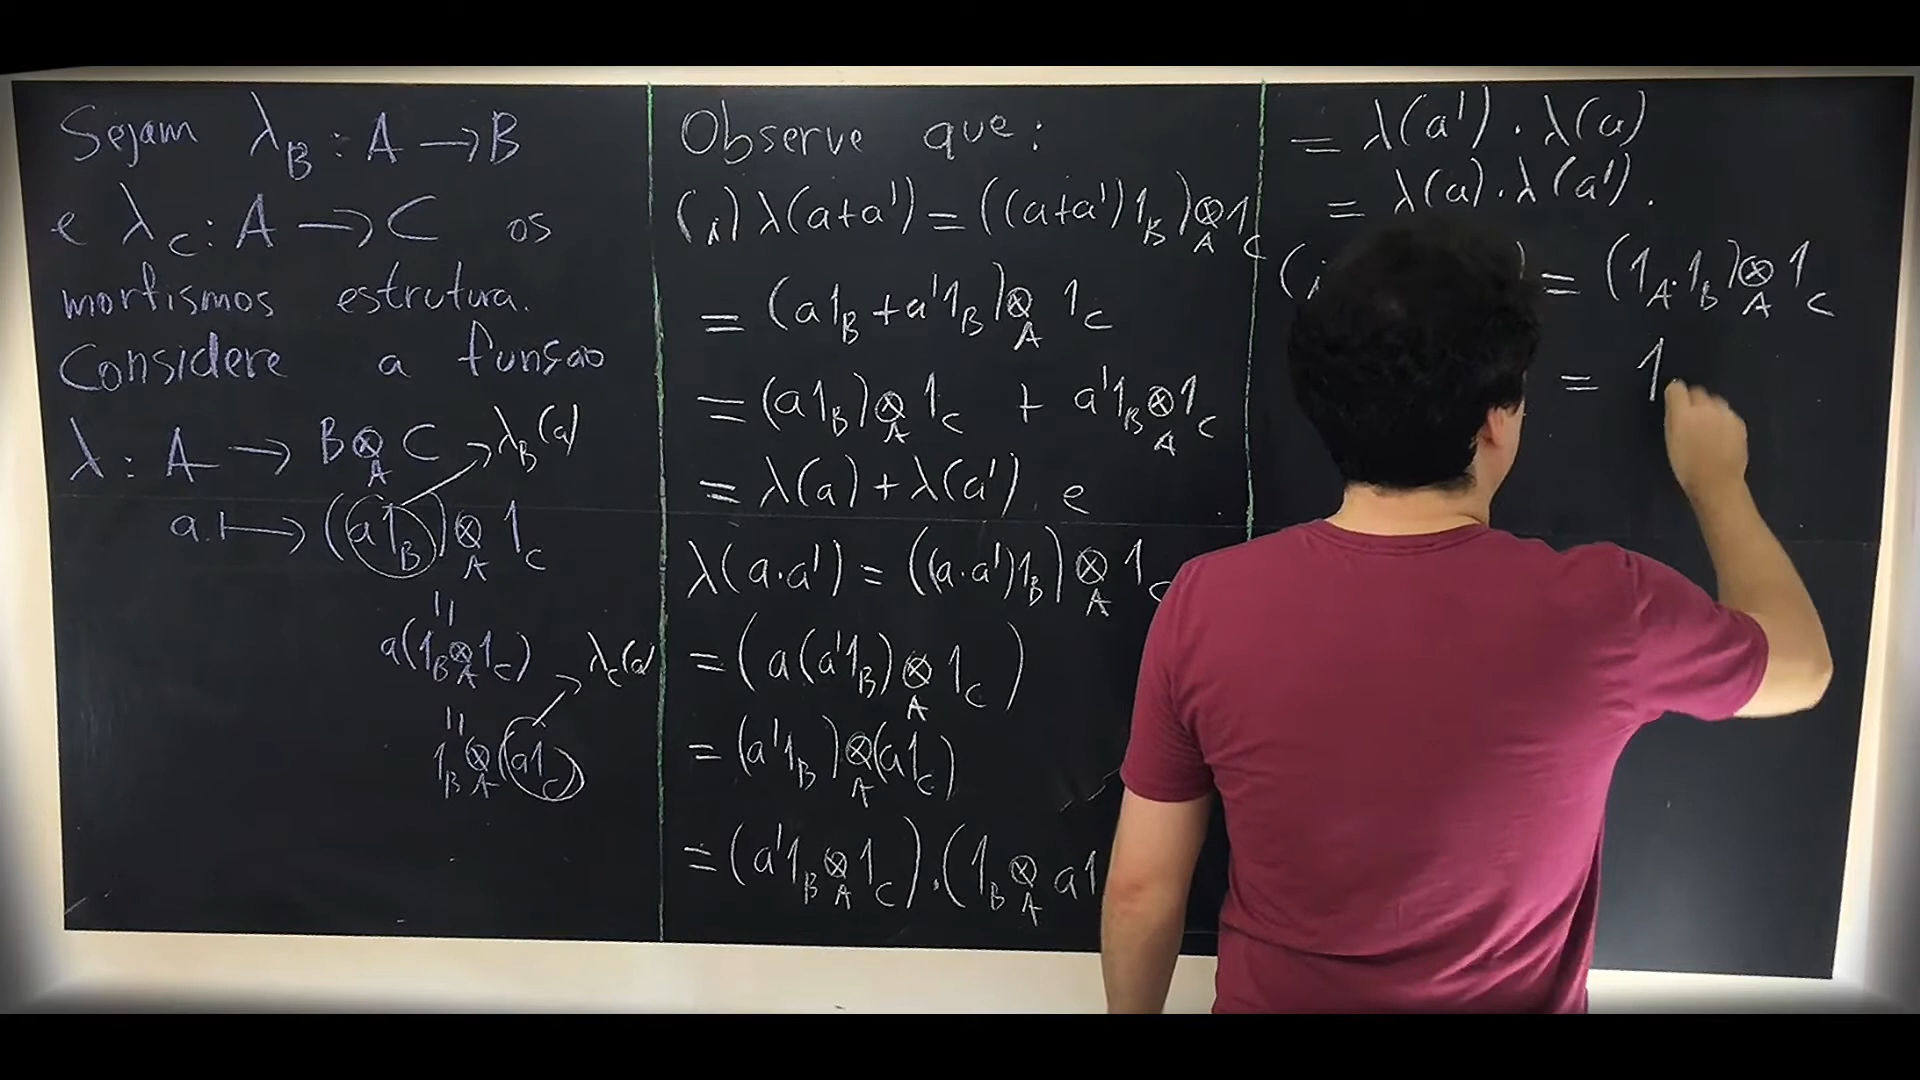 Sejam λ_B : A → B
e λ_C : A → C os
morfismos estrutura.
Considere a funsão
λ : A → B ⊗_A C → λ_B(a)
a ↦ (a1_B) ⊗_A 1_C
=
a(1_B ⊗_A 1_C) → λ_C(a)
=
1_B ⊗_A (a1_C)
Observe que:
(i) λ(a+a') = ((a+a')1_B) ⊗_A 1_C
= (a1_B + a'1_B) ⊗_A 1_C
= (a1_B) ⊗_A 1_C + a'1_B ⊗_A 1_C
= λ(a) + λ(a') e
λ(a·a') = ((a·a')1_B) ⊗_A 1_C
= (a(a'1_B) ⊗_A 1_C)
= (a'1_B) ⊗_A (a1_C)
= (a'1_B ⊗_A 1_C) · (1_B ⊗_A a1
= λ(a') · λ(a)
= λ(a) · λ(a').
(i ) = (1_A · 1_B) ⊗_A 1_C
= 1